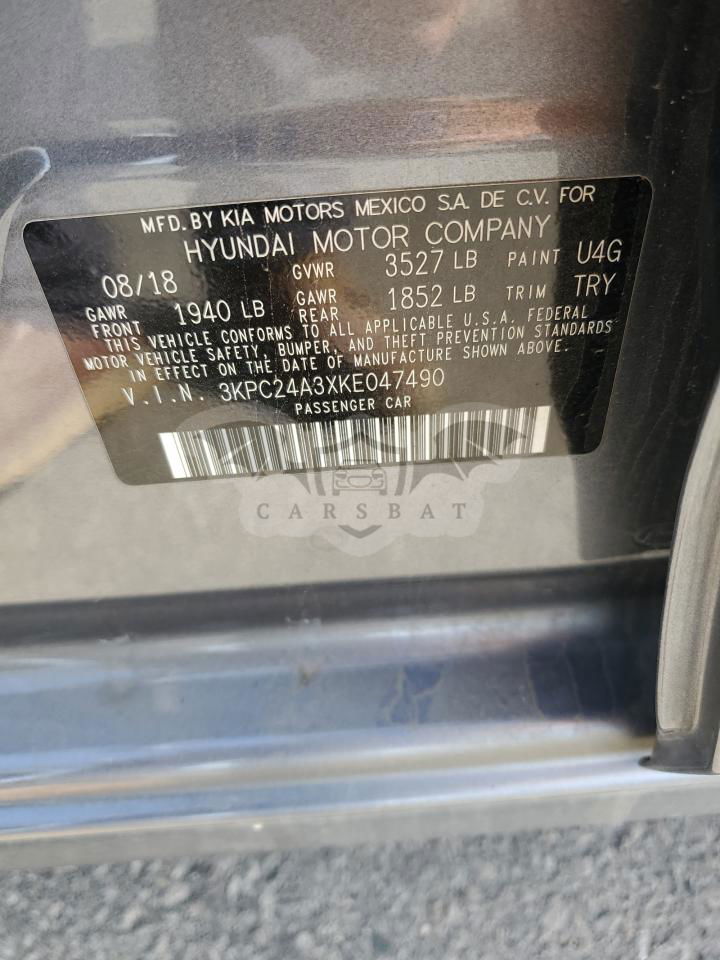 MFD. BY KIA MOTORS MEXICO S.A. DE C.V. FOR
HYUNDAI MOTOR COMPANY
08/18 GVWR 3527 LB PAINT U4G
GAWR FRONT 1940 LB GAWR REAR 1852 LB TRIM TRY
THIS VEHICLE CONFORMS TO ALL APPLICABLE U.S.A. FEDERAL
MOTOR VEHICLE SAFETY, BUMPER, AND THEFT PREVENTION STANDARDS
IN EFFECT ON THE DATE OF MANUFACTURE SHOWN ABOVE.
V.I.N. 3KPC24A3XKE047490
PASSENGER CAR
CARSBAT